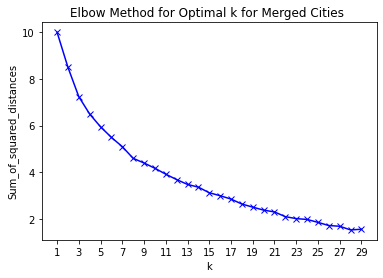 Elbow Method for Optimal k for Merged Cities
Sum_of_squared_distances
10
8
6
4
2
1 3 5 7 9 11 13 15 17 19 21 23 25 27 29
k